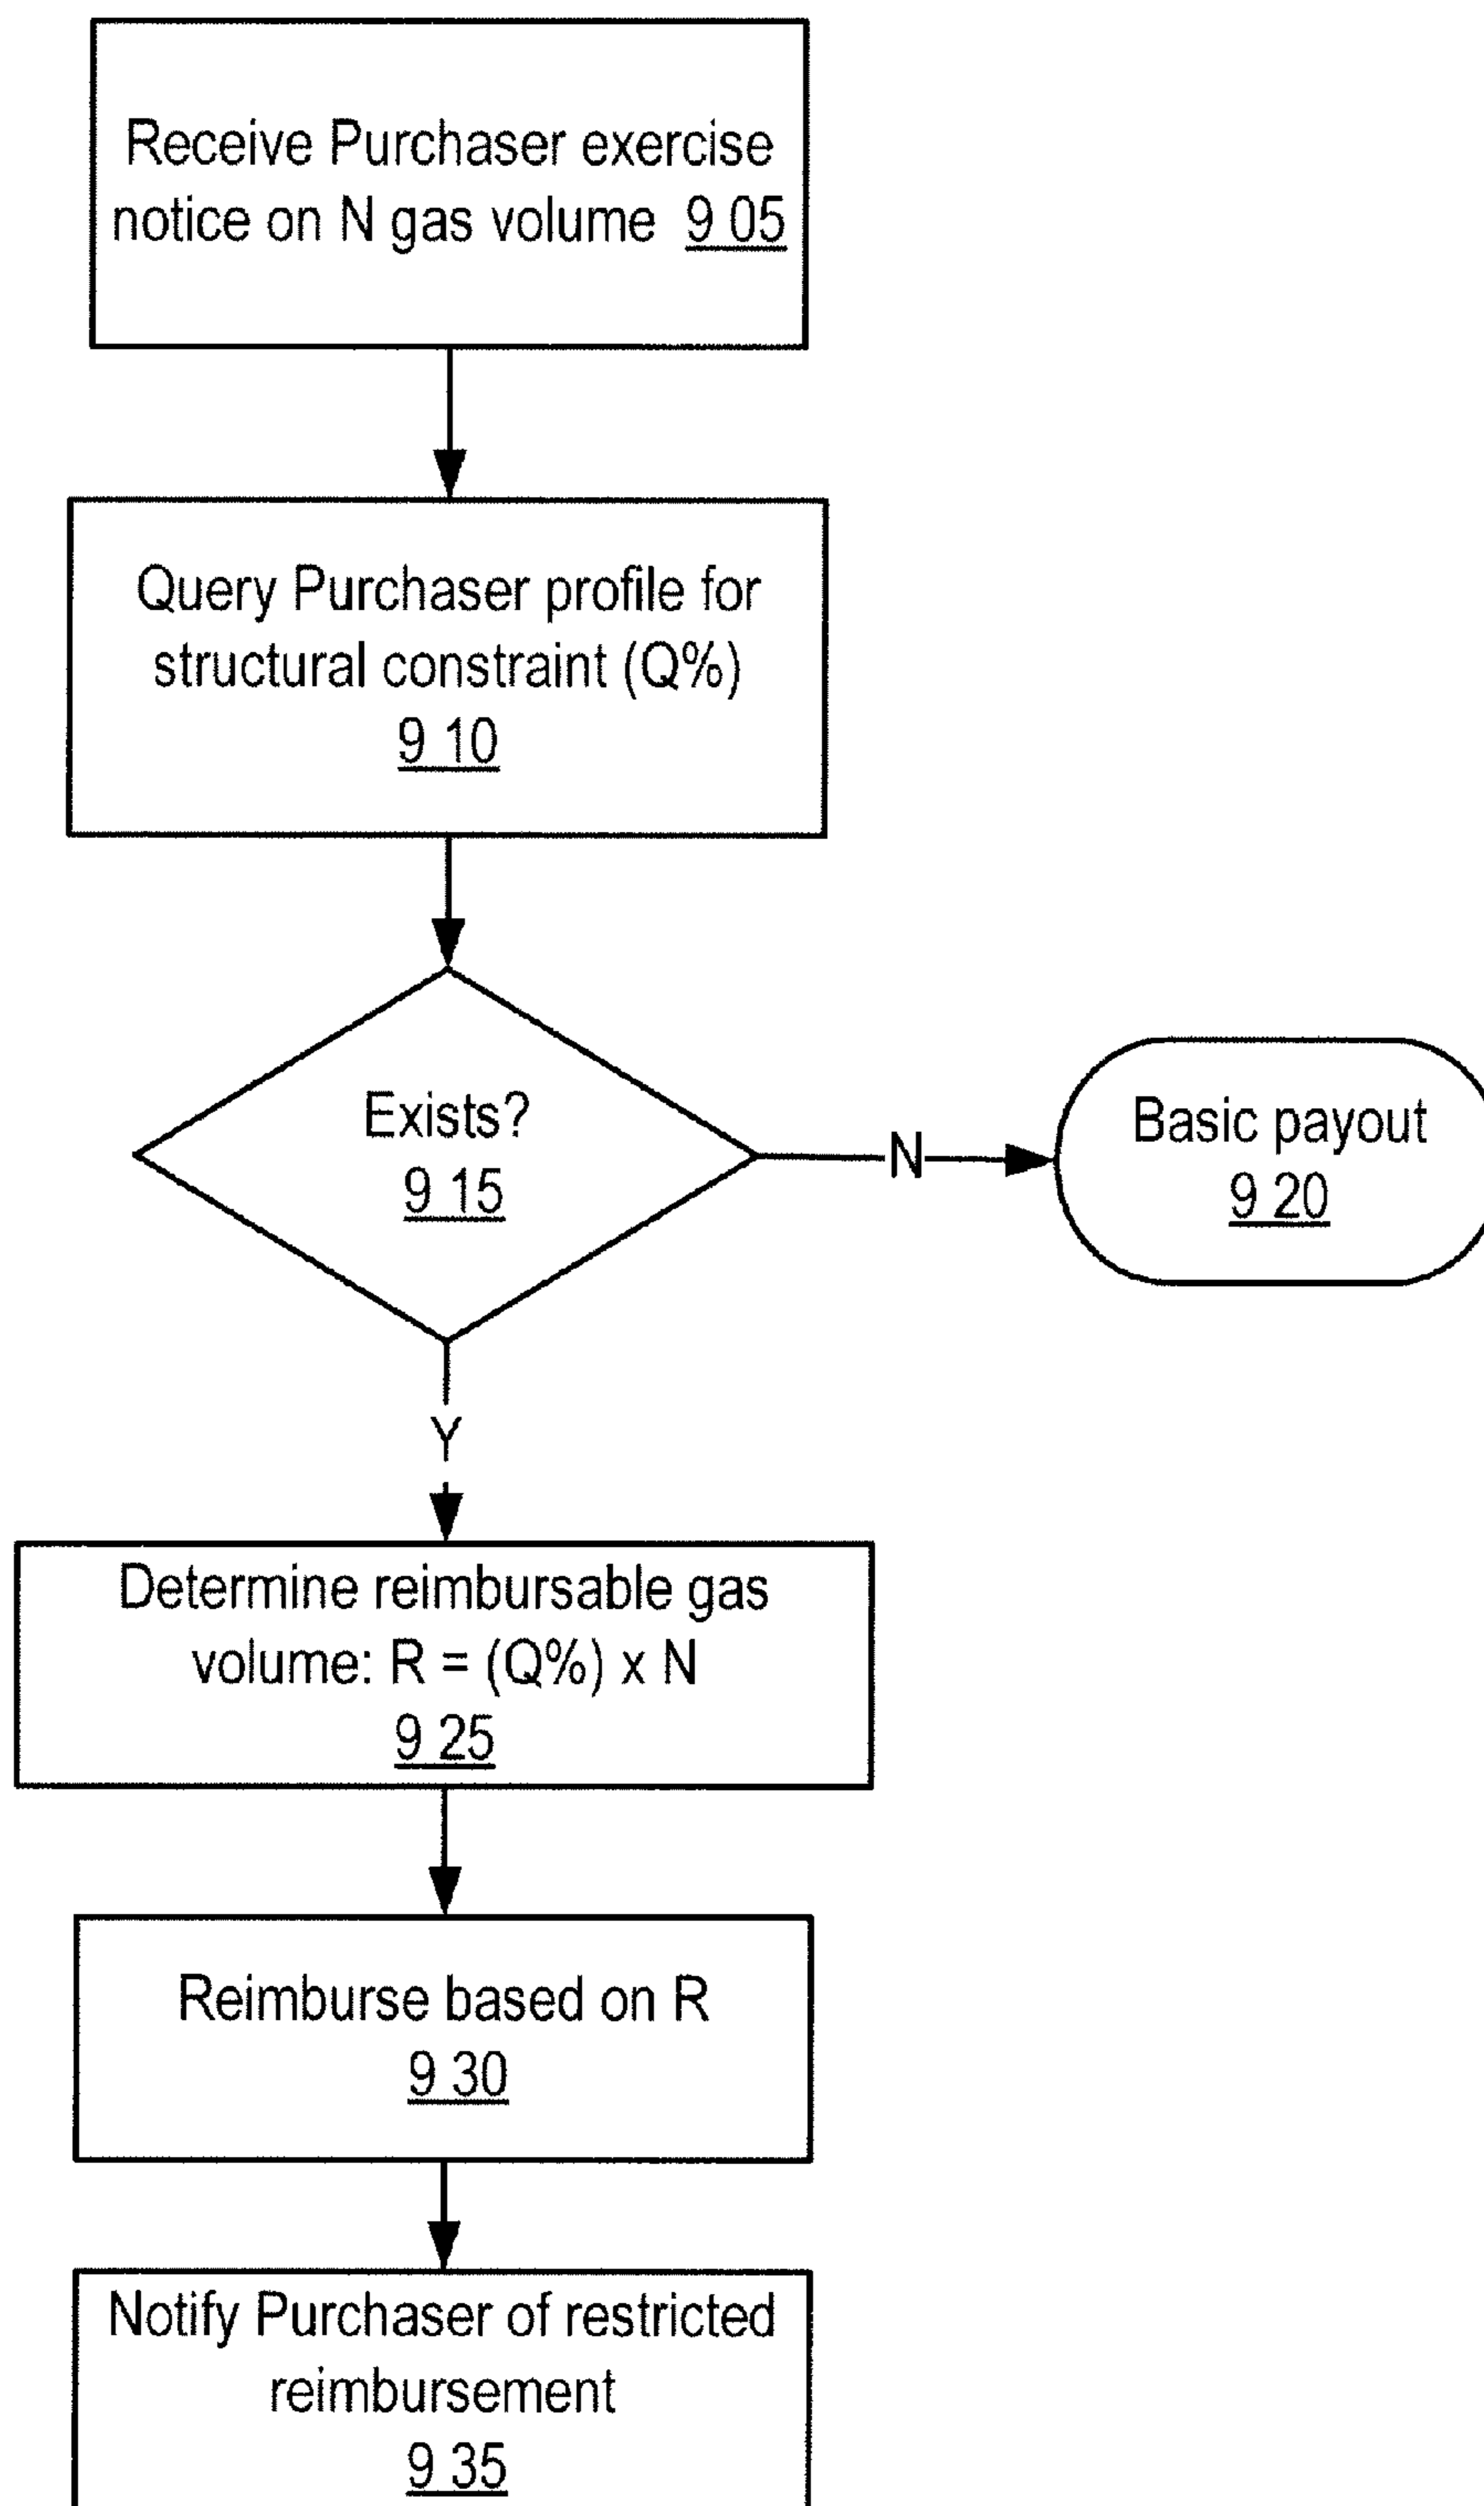 Receive Purchaser exercise
notice on N gas volume 9 05
Query Purchaser profile for
structural constraint (Q%)
9 10
Exists?
9 15
N
Basic payout
9 20
Y
Determine reimbursable gas
volume: R = (Q%) x N
9 25
Reimburse based on R
9 30
Notify Purchaser of restricted
reimbursement
9 35